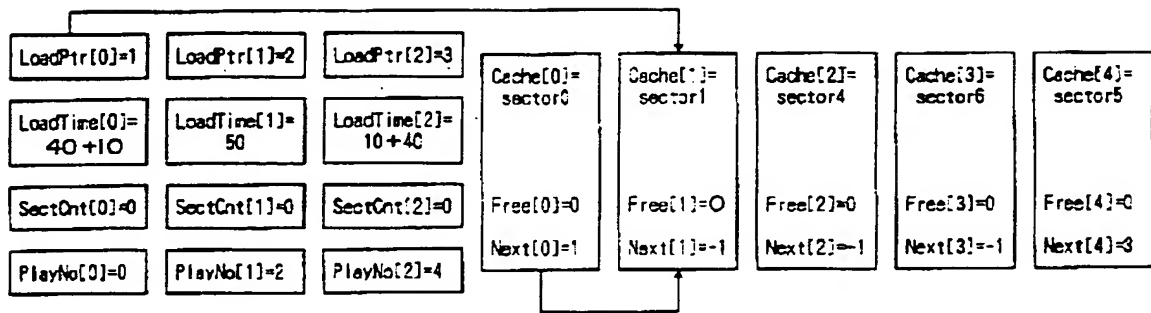 LoadPtr[0]=1
LoadPtr[1]=2
LoadPtr[2]=3
LoadTime[0]=
40+10
LoadTime[1]=
50
LoadTime[2]=
10+40
SectCnt[0]=0
SectCnt[1]=0
SectCnt[2]=0
PlayNo[0]=0
PlayNo[1]=2
PlayNo[2]=4
Cache[0]=
sector0
Free[0]=0
Next[0]=1
Cache[1]=
sector1
Free[1]=0
Next[1]=-1
Cache[2]=
sector4
Free[2]=0
Next[2]=-1
Cache[3]=
sector6
Free[3]=0
Next[3]=-1
Cache[4]=
sector5
Free[4]=0
Next[4]=3